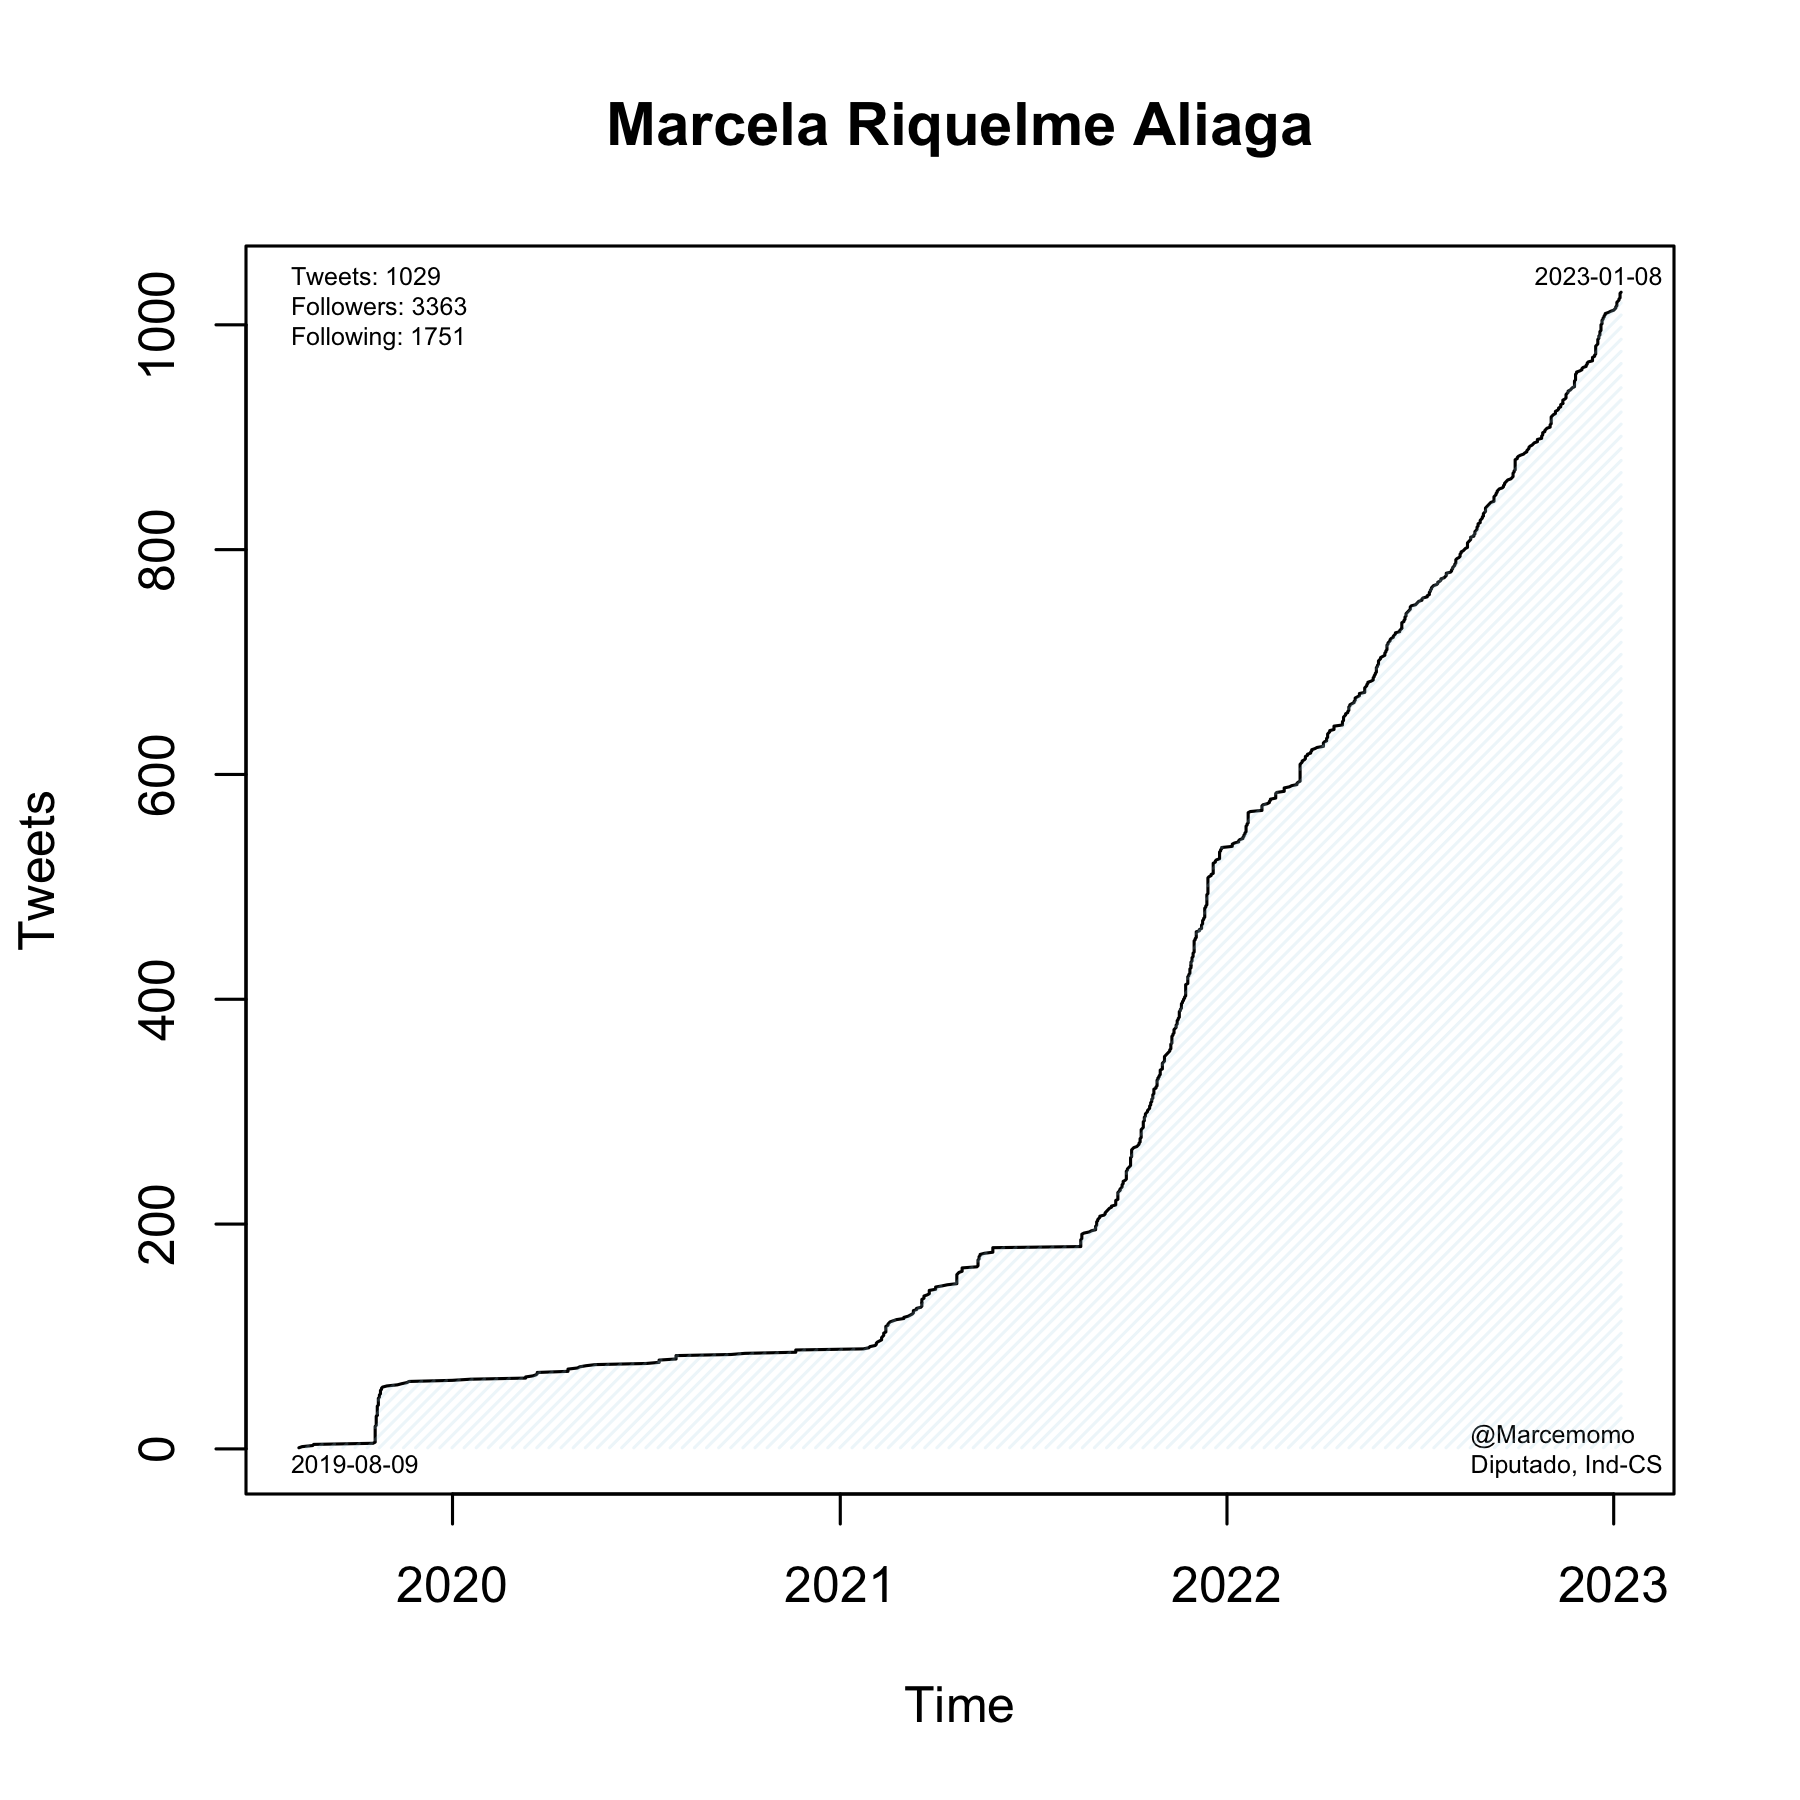 Marcela Riquelme Aliaga
Tweets: 1029
Followers: 3363
Following: 1751
2023-01-08
1000
800
600
400
200
0
Tweets
2019-08-09
@Marcemomo
Diputado, Ind-CS
2020
2021
2022
2023
Time